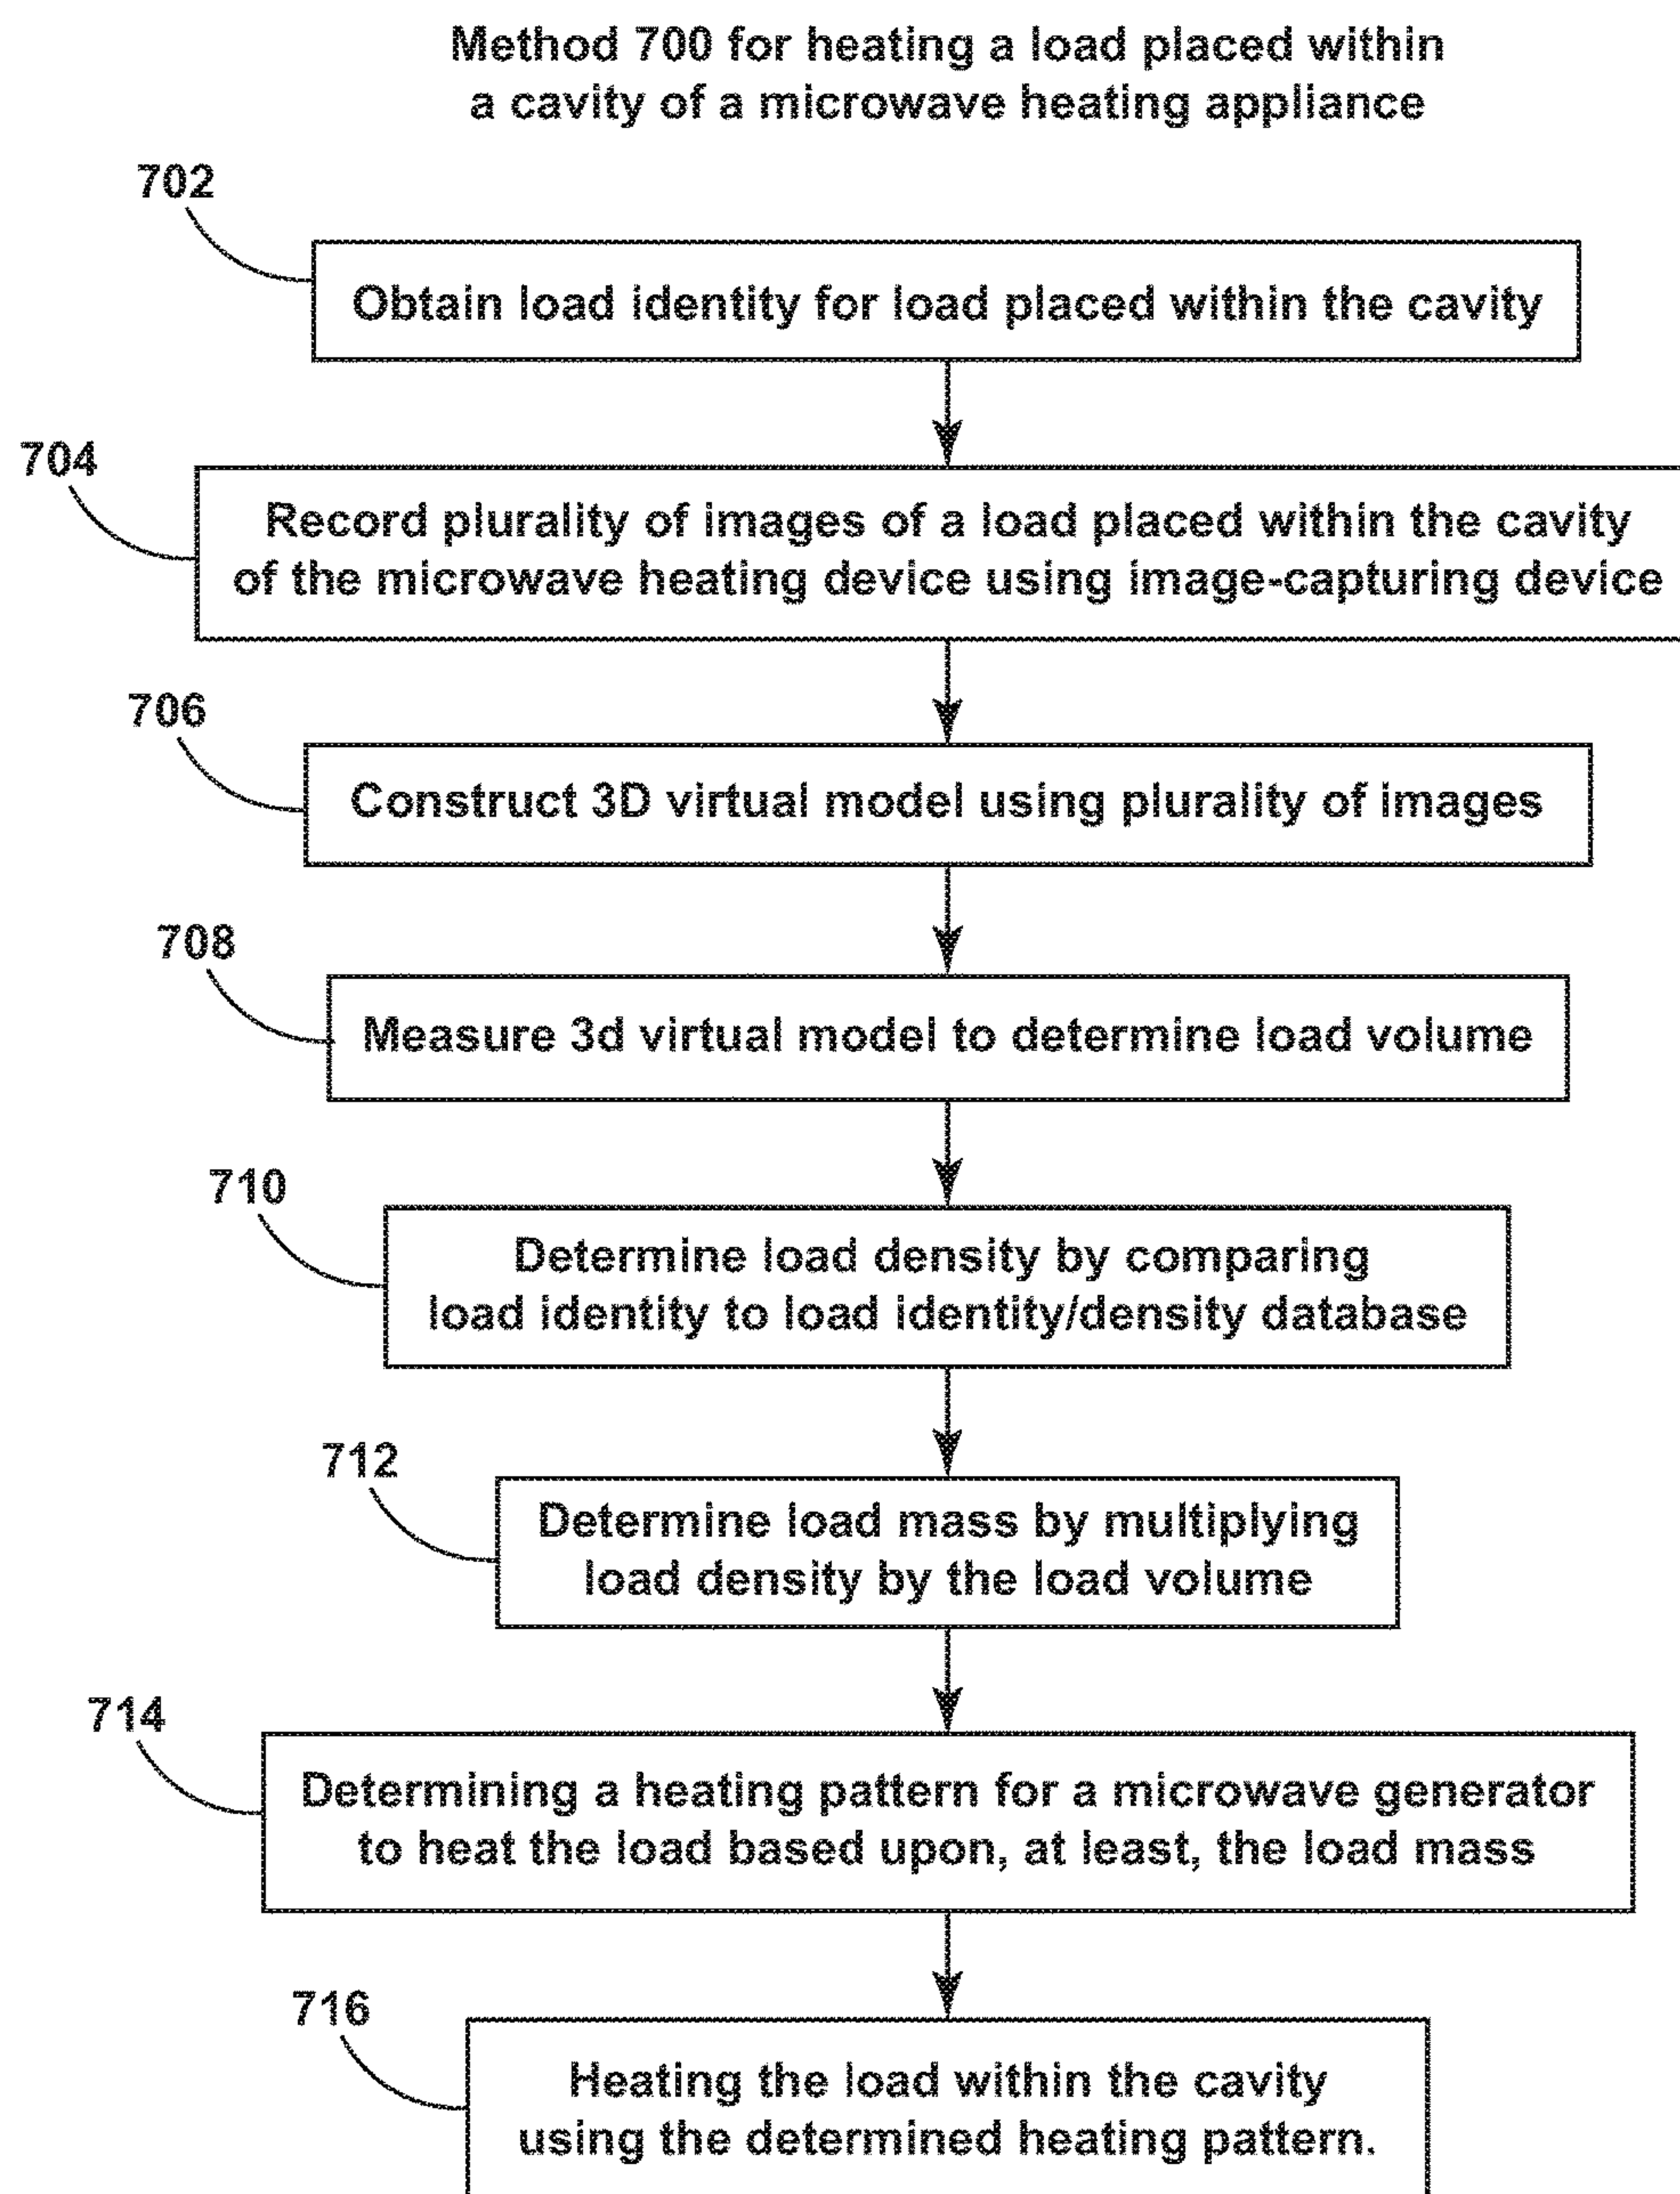 Method 700 for heating a load placed within
a cavity of a microwave heating appliance
702
Obtain load identity for load placed within the cavity
704
Record plurality of images of a load placed within the cavity
of the microwave heating device using image-capturing device
706
Construct 3D virtual model using plurality of images
708
Measure 3d virtual model to determine load volume
710
Determine load density by comparing
load identity to load identity/density database
712
Determine load mass by multiplying
load density by the load volume
714
Determining a heating pattern for a microwave generator
to heat the load based upon, at least, the load mass
716
Heating the load within the cavity
using the determined heating pattern.